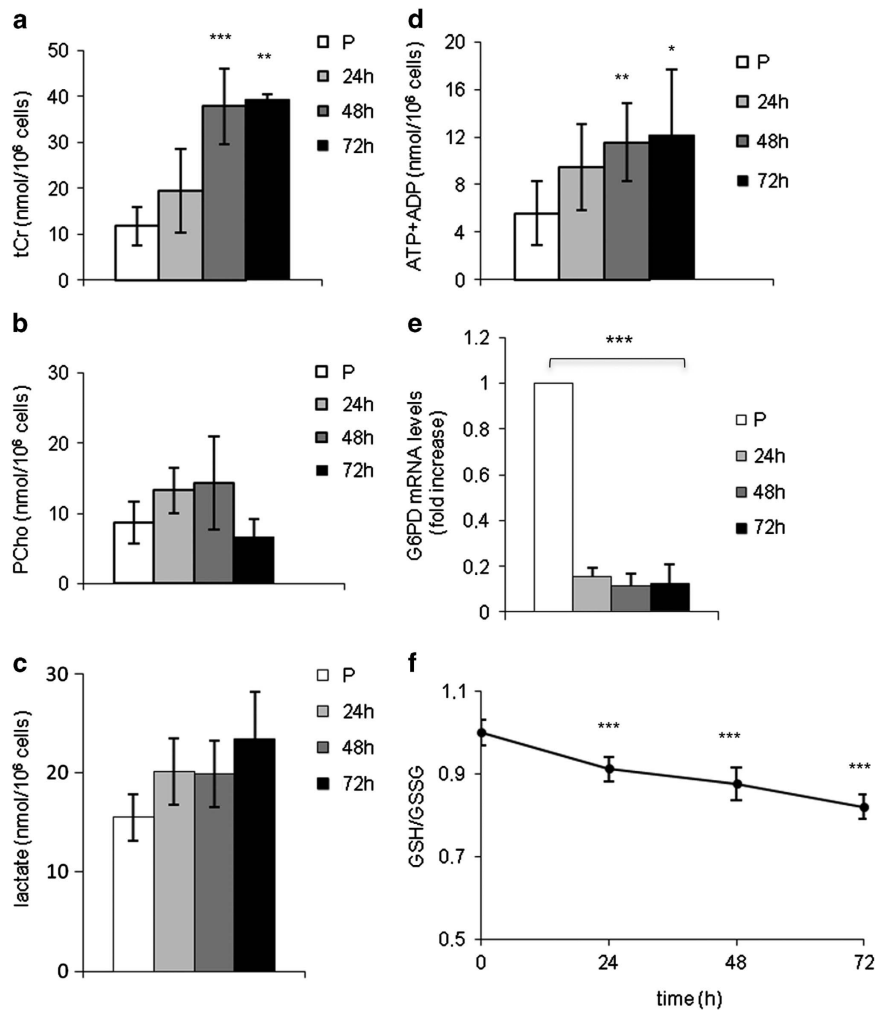 a
tCr (nmol/10⁶ cells)
50
40
30
20
10
0
***
**
P
24h
48h
72h
b
PCho (nmol/10⁶ cells)
30
20
10
0
P
24h
48h
72h
c
lactate (nmol/10⁶ cells)
30
20
10
0
P
24h
48h
72h
d
ATP+ADP (nmol/10⁶ cells)
20
16
12
8
4
0
**
*
P
24h
48h
72h
e
G6PD mRNA levels
(fold increase)
1.2
1
0.8
0.6
0.4
0.2
0
***
P
24h
48h
72h
f
GSH/GSSG
1.1
0.9
0.7
0.5
***
***
***
0 24 48 72
time (h)